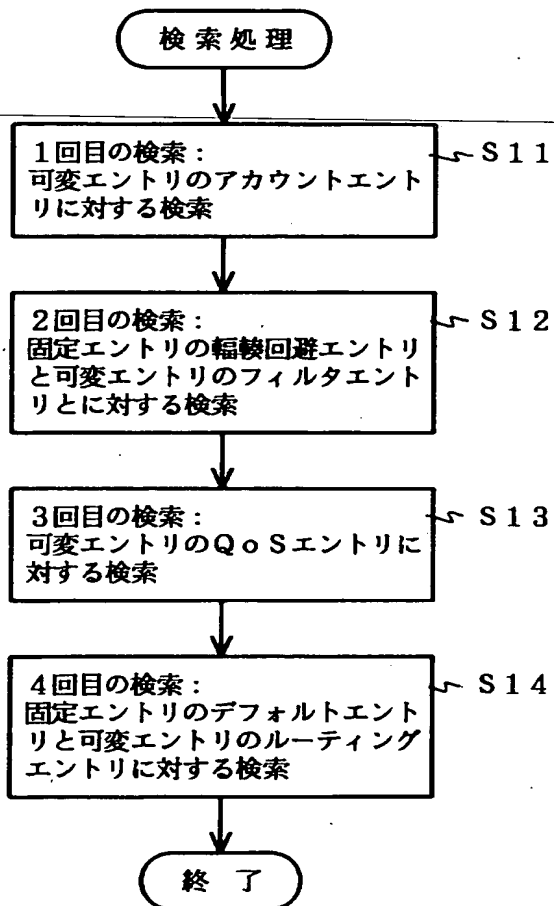 検索処理
1回目の検索：
可変エントリのアカウントエント
リに対する検索
S11
2回目の検索：
固定エントリの輻輳回避エントリ
と可変エントリのフィルタエント
リとに対する検索
S12
3回目の検索：
可変エントリのQoSエントリに
対する検索
S13
4回目の検索：
固定エントリのデフォルトエント
リと可変エントリのルーティング
エントリに対する検索
S14
終了